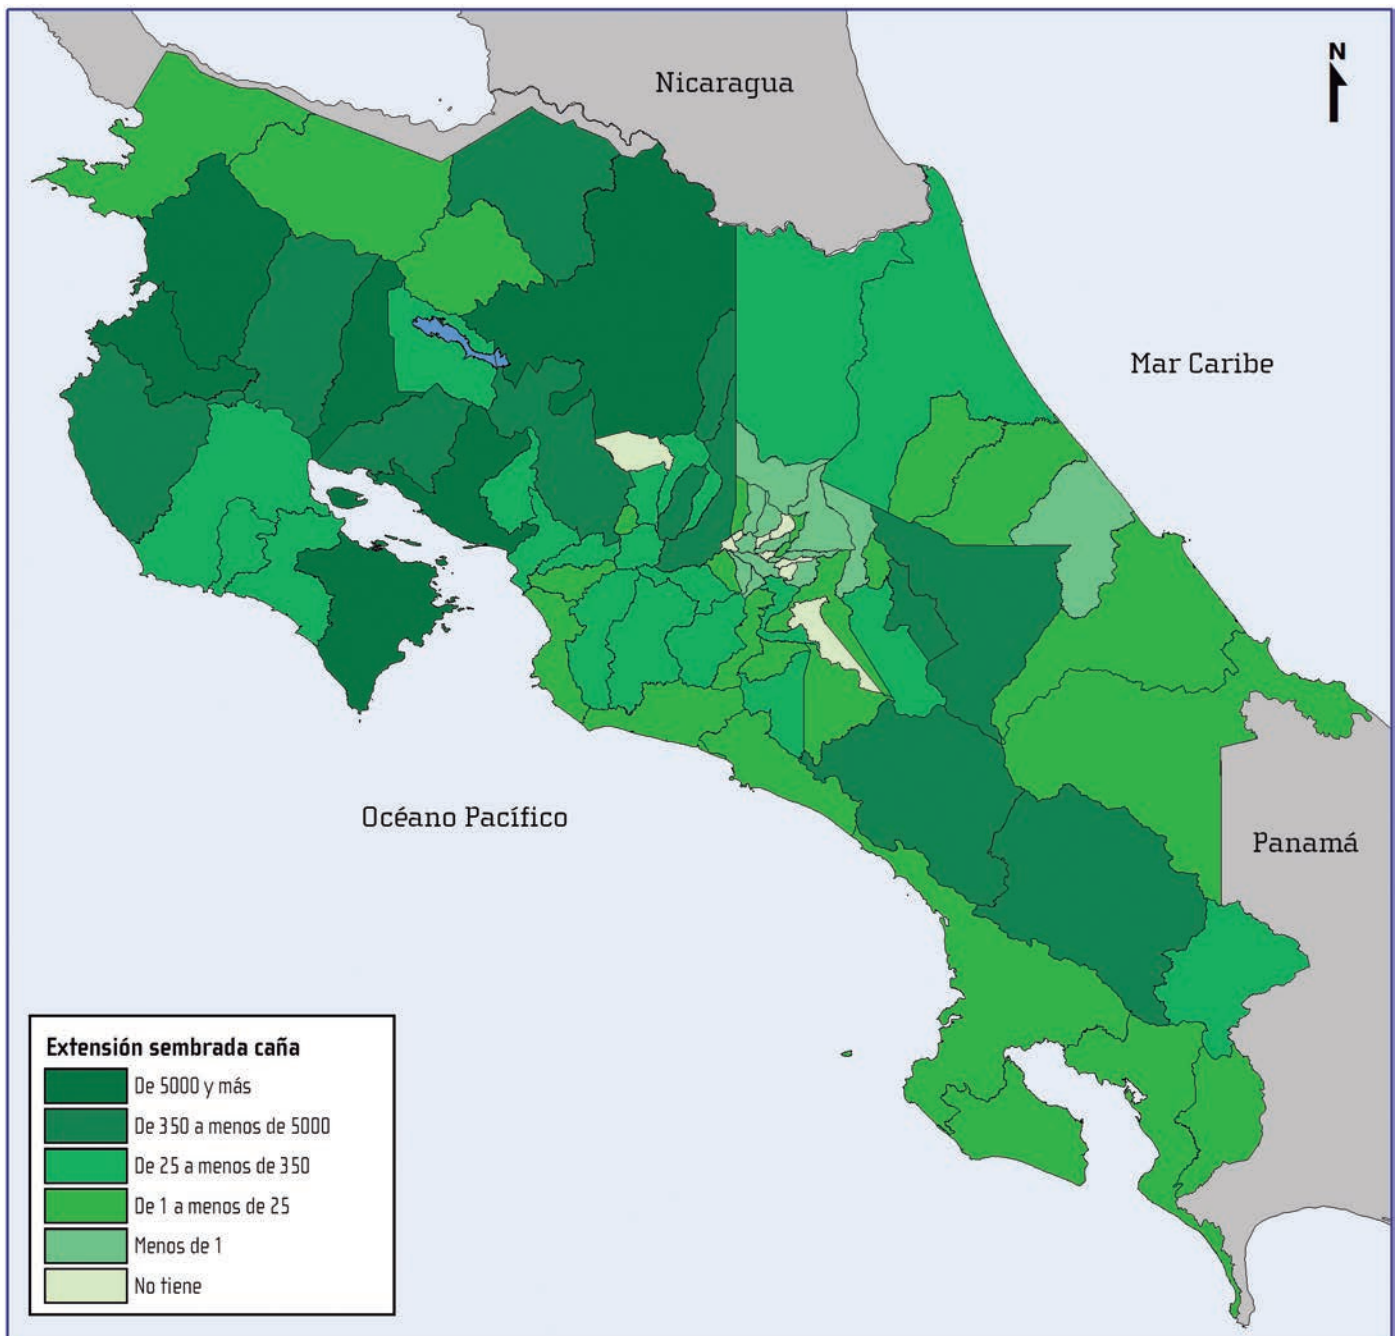 N
Nicaragua
Mar Caribe
Océano Pacífico
Panamá
Extensión sembrada caña
De 5000 y más
De 350 a menos de 5000
De 25 a menos de 350
De 1 a menos de 25
Menos de 1
No tiene